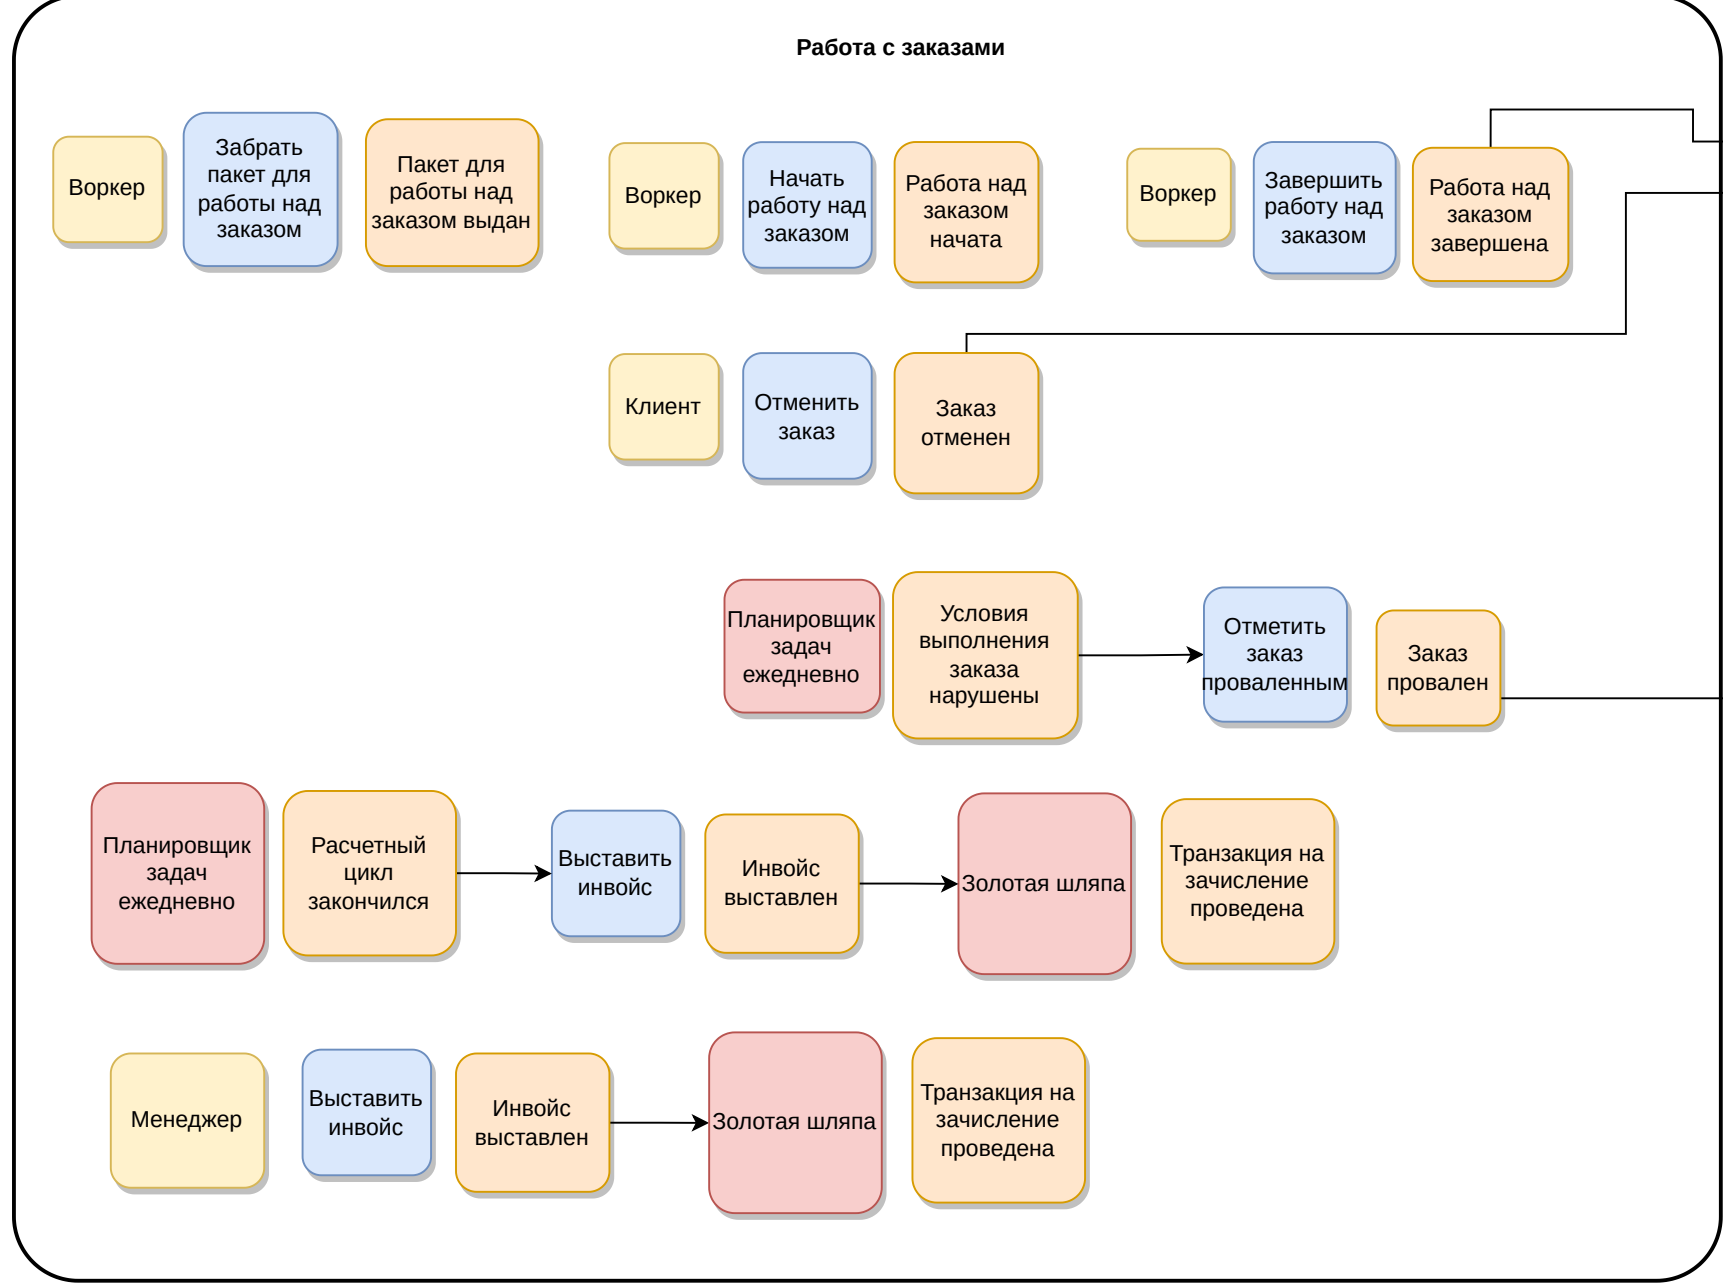 Работа с заказами
Воркер
Забрать
пакет для
работы над
заказом
Пакет для
работы над
заказом выдан
Воркер
Начать
работу над
заказом
Работа над
заказом
начата
Воркер
Завершить
работу над
заказом
Работа над
заказом
завершена
Клиент
Отменить
заказ
Заказ
отменен
Планировщик
задач
ежедневно
Условия
выполнения
заказа
нарушены
Отметить
заказ
проваленным
Заказ
провален
Планировщик
задач
ежедневно
Расчетный
цикл
закончился
Выставить
инвойс
Инвойс
выставлен
Золотая шляпа
Транзакция на
зачисление
проведена
Менеджер
Выставить
инвойс
Инвойс
выставлен
Золотая шляпа
Транзакция на
зачисление
проведена